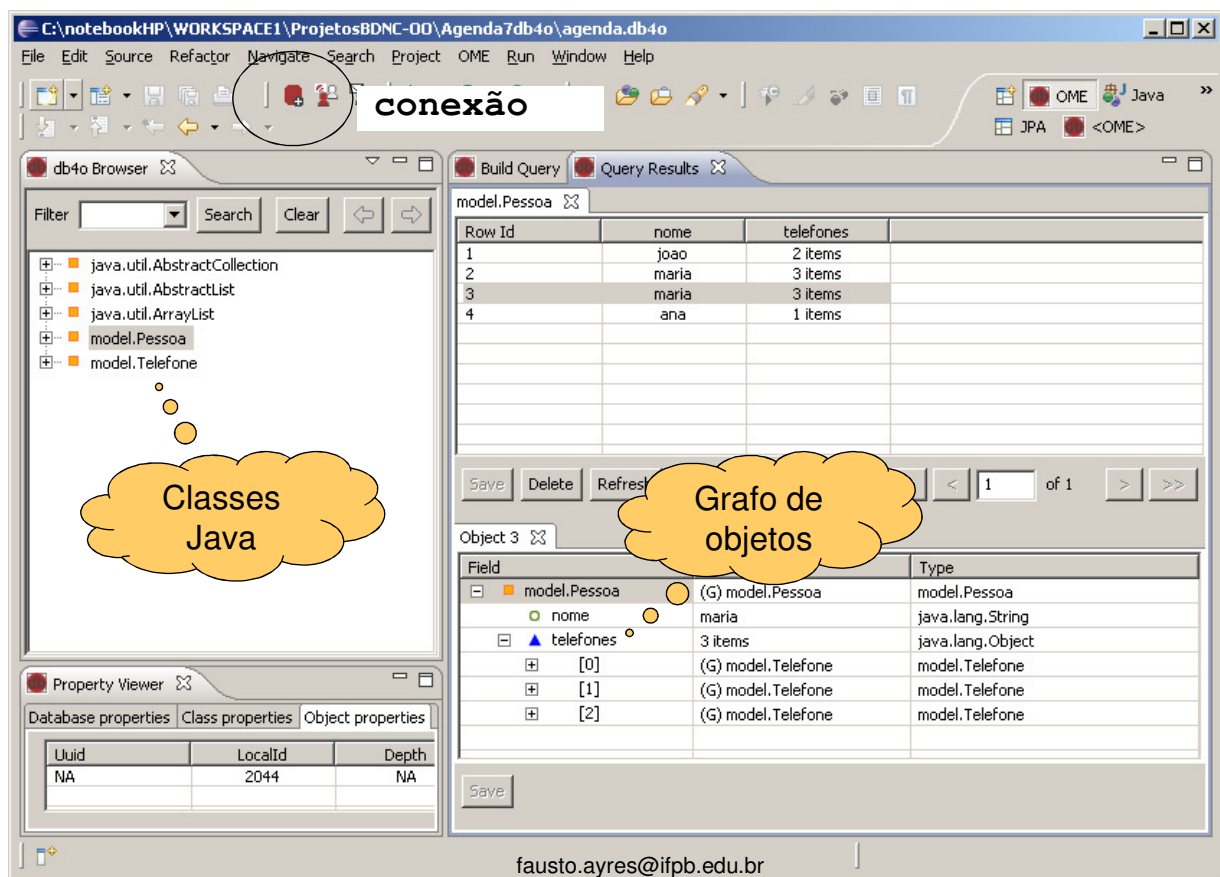 C:\notebookHP\WORKSPACE1\ProjetosBDNC-OO\Agenda7db4o\agenda.db4o
File Edit Source Refactor Navigate Search Project OME Run Window Help
conexão
OME Java »
JPA <OME>
db4o Browser
Filter Search Clear
java.util.AbstractCollection
java.util.AbstractList
java.util.ArrayList
model.Pessoa
model.Telefone
Classes
Java
Build Query Query Results
model.Pessoa
Row Id nome telefones
1 joao 2 items
2 maria 3 items
3 maria 3 items
4 ana 1 items
Save Delete Refresh < 1 of 1 > >>
Grafo de
objetos
Object 3
Field Type
model.Pessoa (G) model.Pessoa model.Pessoa
nome maria java.lang.String
telefones 3 items java.lang.Object
[0] (G) model.Telefone model.Telefone
[1] (G) model.Telefone model.Telefone
[2] (G) model.Telefone model.Telefone
Save
Property Viewer
Database properties Class properties Object properties
Uuid LocalId Depth
NA 2044 NA
fausto.ayres@ifpb.edu.br